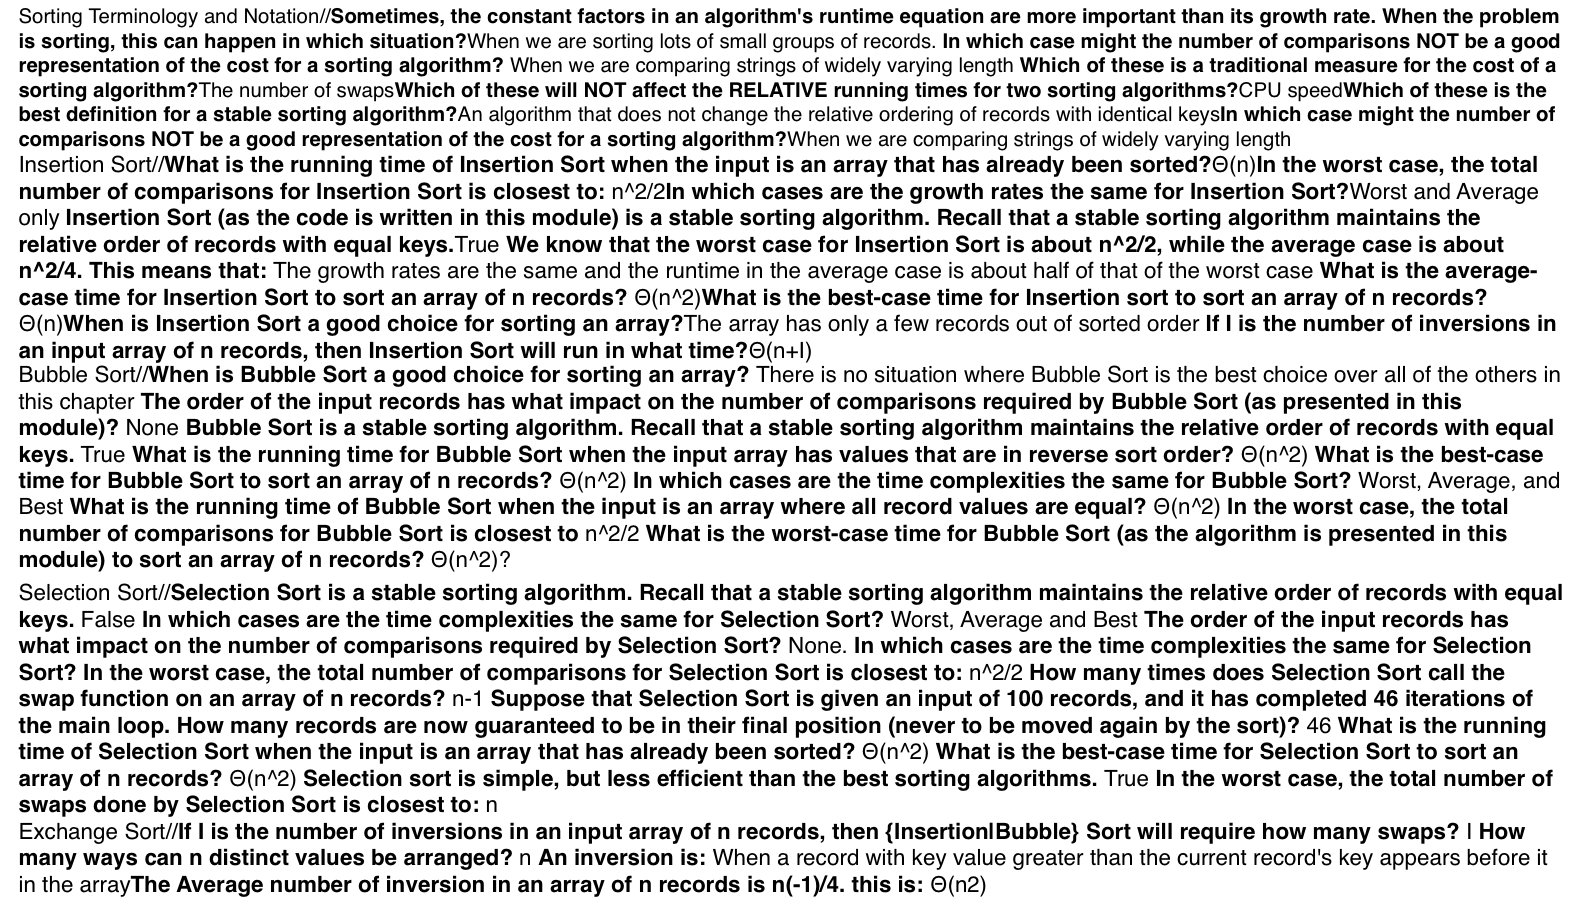 Sorting Terminology and Notation//Sometimes, the constant factors in an algorithm's runtime equation are more important than its growth rate. When the problem
is sorting, this can happen in which situation?When we are sorting lots of small groups of records. In which case might the number of comparisons NOT be a good
representation of the cost for a sorting algorithm? When we are comparing strings of widely varying length Which of these is a traditional measure for the cost of a
sorting algorithm?The number of swapsWhich of these will NOT affect the RELATIVE running times for two sorting algorithms?CPU speedWhich of these is the
best definition for a stable sorting algorithm?An algorithm that does not change the relative ordering of records with identical keysIn which case might the number of
comparisons NOT be a good representation of the cost for a sorting algorithm?When we are comparing strings of widely varying length
Insertion Sort//What is the running time of Insertion Sort when the input is an array that has already been sorted?Θ(n)In the worst case, the total
number of comparisons for Insertion Sort is closest to: n^2/2In which cases are the growth rates the same for Insertion Sort?Worst and Average
only Insertion Sort (as the code is written in this module) is a stable sorting algorithm. Recall that a stable sorting algorithm maintains the
relative order of records with equal keys.True We know that the worst case for Insertion Sort is about n^2/2, while the average case is about
n^2/4. This means that: The growth rates are the same and the runtime in the average case is about half of that of the worst case What is the average-
case time for Insertion Sort to sort an array of n records? Θ(n^2)What is the best-case time for Insertion sort to sort an array of n records?
Θ(n)When is Insertion Sort a good choice for sorting an array?The array has only a few records out of sorted order If I is the number of inversions in
an input array of n records, then Insertion Sort will run in what time?Θ(n+I)
Bubble Sort//When is Bubble Sort a good choice for sorting an array? There is no situation where Bubble Sort is the best choice over all of the others in
this chapter The order of the input records has what impact on the number of comparisons required by Bubble Sort (as presented in this
module)? None Bubble Sort is a stable sorting algorithm. Recall that a stable sorting algorithm maintains the relative order of records with equal
keys. True What is the running time for Bubble Sort when the input array has values that are in reverse sort order? Θ(n^2) What is the best-case
time for Bubble Sort to sort an array of n records? Θ(n^2) In which cases are the time complexities the same for Bubble Sort? Worst, Average, and
Best What is the running time of Bubble Sort when the input is an array where all record values are equal? Θ(n^2) In the worst case, the total
number of comparisons for Bubble Sort is closest to n^2/2 What is the worst-case time for Bubble Sort (as the algorithm is presented in this
module) to sort an array of n records? Θ(n^2)?
Selection Sort//Selection Sort is a stable sorting algorithm. Recall that a stable sorting algorithm maintains the relative order of records with equal
keys. False In which cases are the time complexities the same for Selection Sort? Worst, Average and Best The order of the input records has
what impact on the number of comparisons required by Selection Sort? None. In which cases are the time complexities the same for Selection
Sort? In the worst case, the total number of comparisons for Selection Sort is closest to: n^2/2 How many times does Selection Sort call the
swap function on an array of n records? n-1 Suppose that Selection Sort is given an input of 100 records, and it has completed 46 iterations of
the main loop. How many records are now guaranteed to be in their final position (never to be moved again by the sort)? 46 What is the running
time of Selection Sort when the input is an array that has already been sorted? Θ(n^2) What is the best-case time for Selection Sort to sort an
array of n records? Θ(n^2) Selection sort is simple, but less efficient than the best sorting algorithms. True In the worst case, the total number of
swaps done by Selection Sort is closest to: n
Exchange Sort//If I is the number of inversions in an input array of n records, then {Insertion|Bubble} Sort will require how many swaps? I How
many ways can n distinct values be arranged? n An inversion is: When a record with key value greater than the current record's key appears before it
in the arrayThe Average number of inversion in an array of n records is n(-1)/4. this is: Θ(n2)